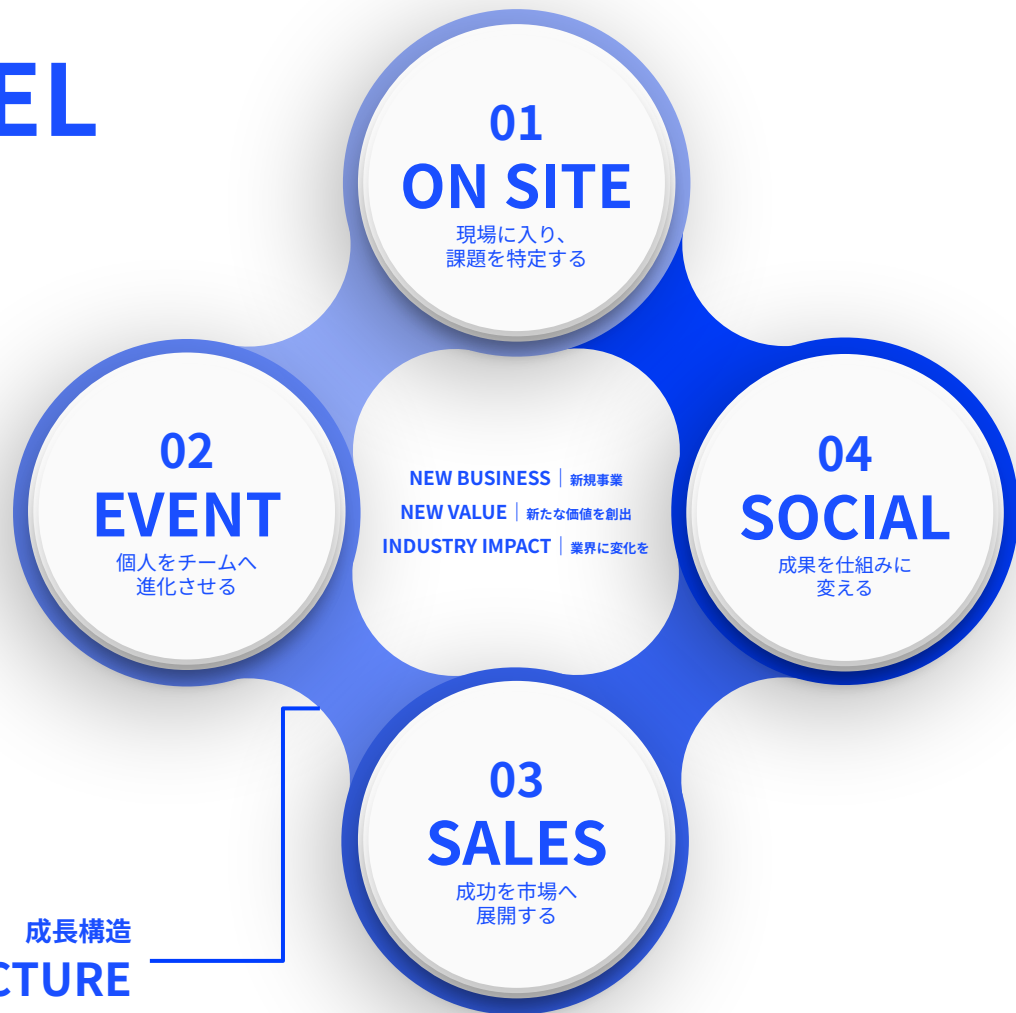 EL
01
ON SITE
現場に入り、
課題を特定する
02
EVENT
個人をチームへ
進化させる
NEW BUSINESS｜新規事業
NEW VALUE｜新たな価値を創出
INDUSTRY IMPACT｜業界に変化を
04
SOCIAL
成果を仕組みに
変える
03
SALES
成功を市場へ
展開する
成長構造
CTURE